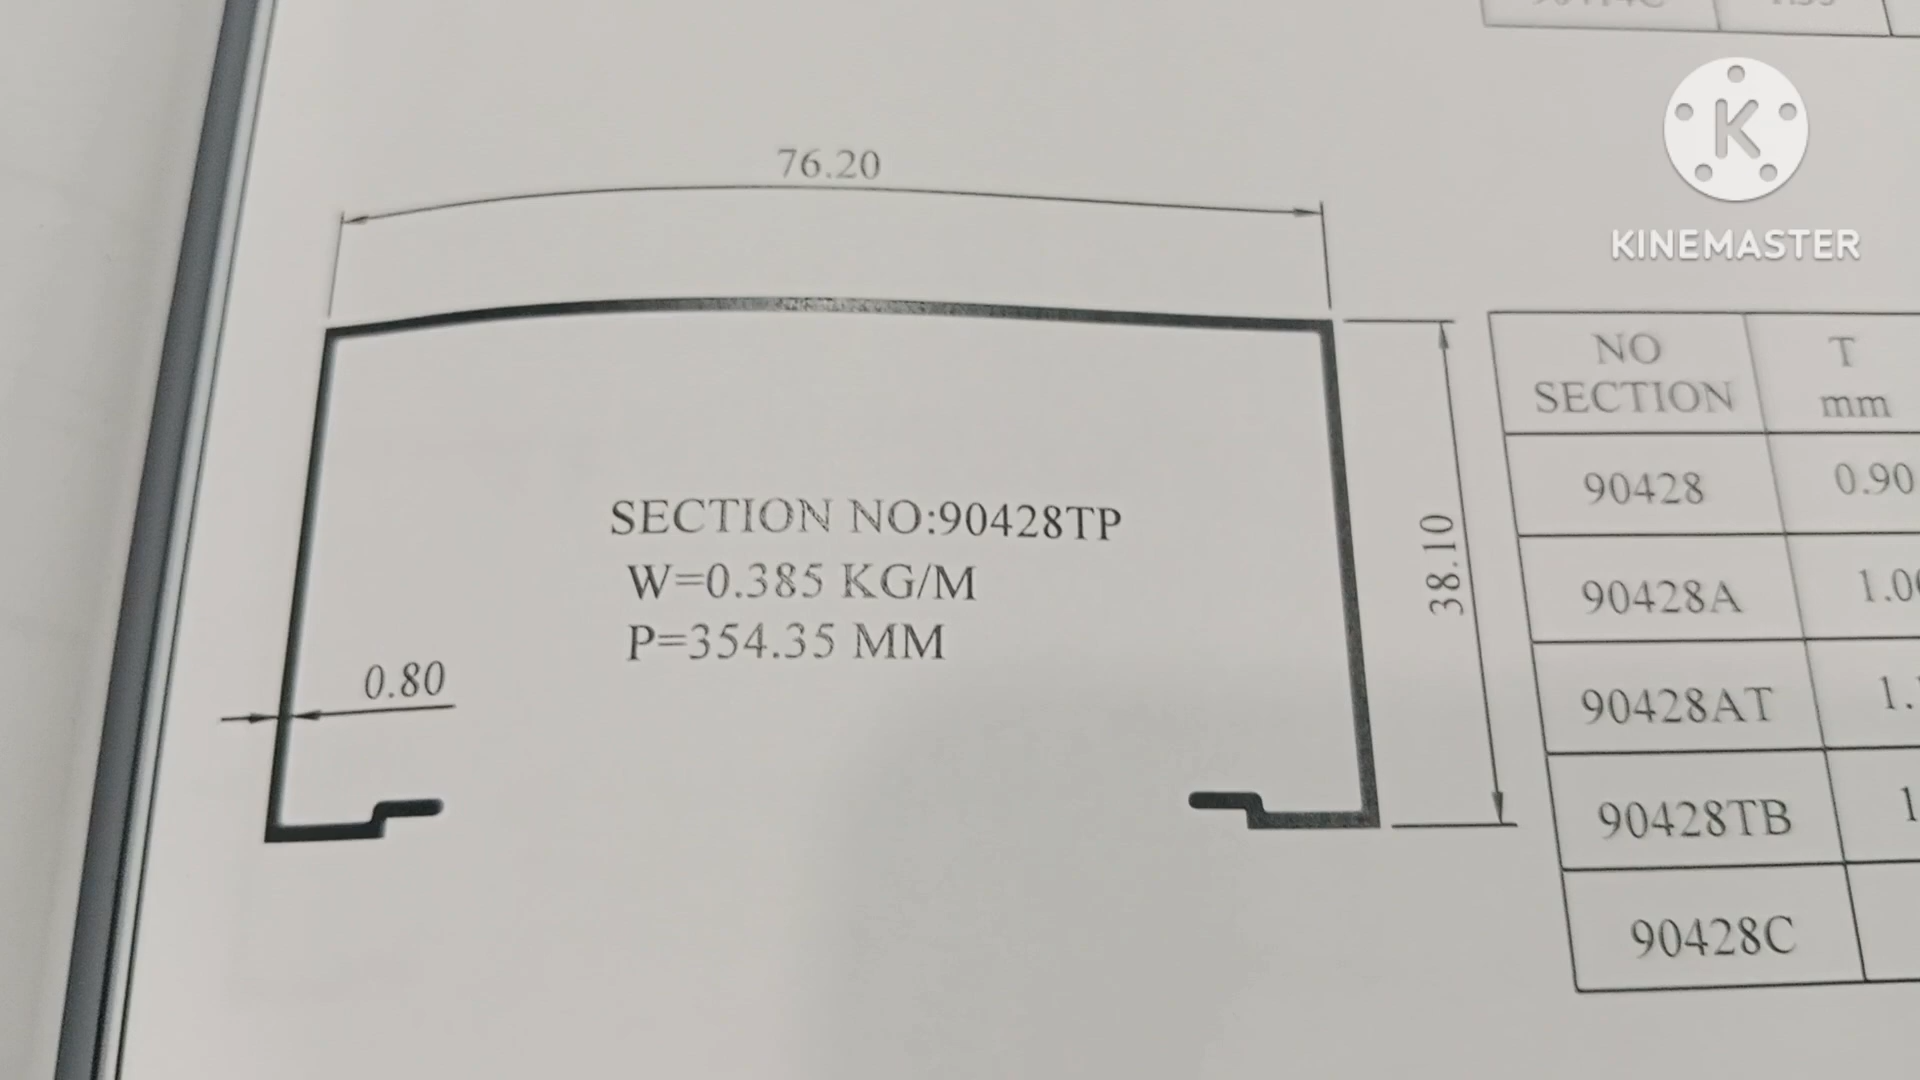 76.20
K
KINEMASTER
SECTION NO:90428TP
W=0.385 KG/M
P=354.35 MM
0.80
38.10
NO SECTION
T mm
90428
0.90
90428A
90428AT
90428TB
90428C